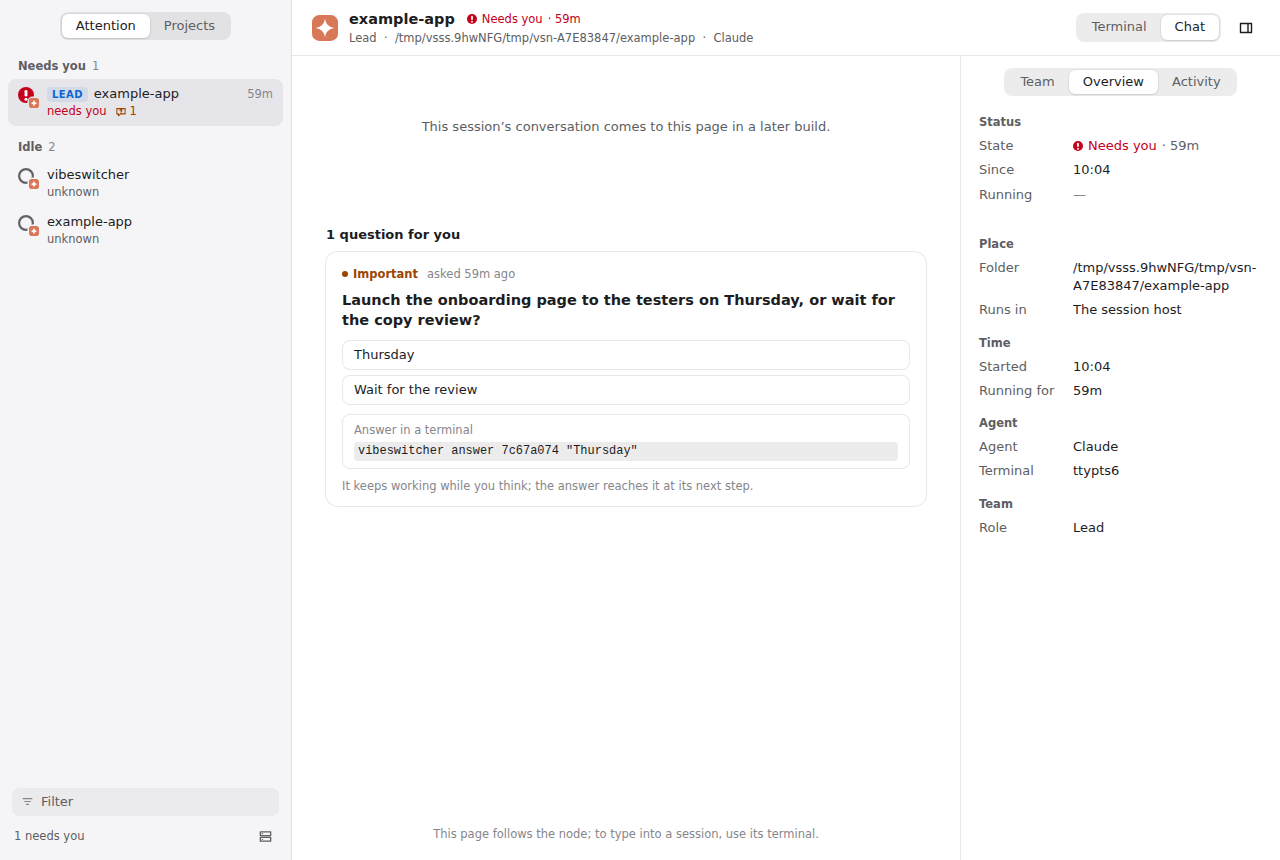 Attention Projects
Needs you 1
LEAD example-app 59m
needs you 1
Idle 2
vibeswitcher
unknown
example-app
unknown
Filter
1 needs you
example-app Needs you · 59m
Lead · /tmp/vsss.9hwNFG/tmp/vsn-A7E83847/example-app · Claude
Terminal Chat
This session’s conversation comes to this page in a later build.
1 question for you
Important asked 59m ago
Launch the onboarding page to the testers on Thursday, or wait for
the copy review?
Thursday
Wait for the review
Answer in a terminal
vibeswitcher answer 7c67a074 "Thursday"
It keeps working while you think; the answer reaches it at its next step.
This page follows the node; to type into a session, use its terminal.
Team Overview Activity
Status
State Needs you · 59m
Since 10:04
Running —
Place
Folder /tmp/vsss.9hwNFG/tmp/vsn-
A7E83847/example-app
Runs in The session host
Time
Started 10:04
Running for 59m
Agent
Agent Claude
Terminal ttypts6
Team
Role Lead